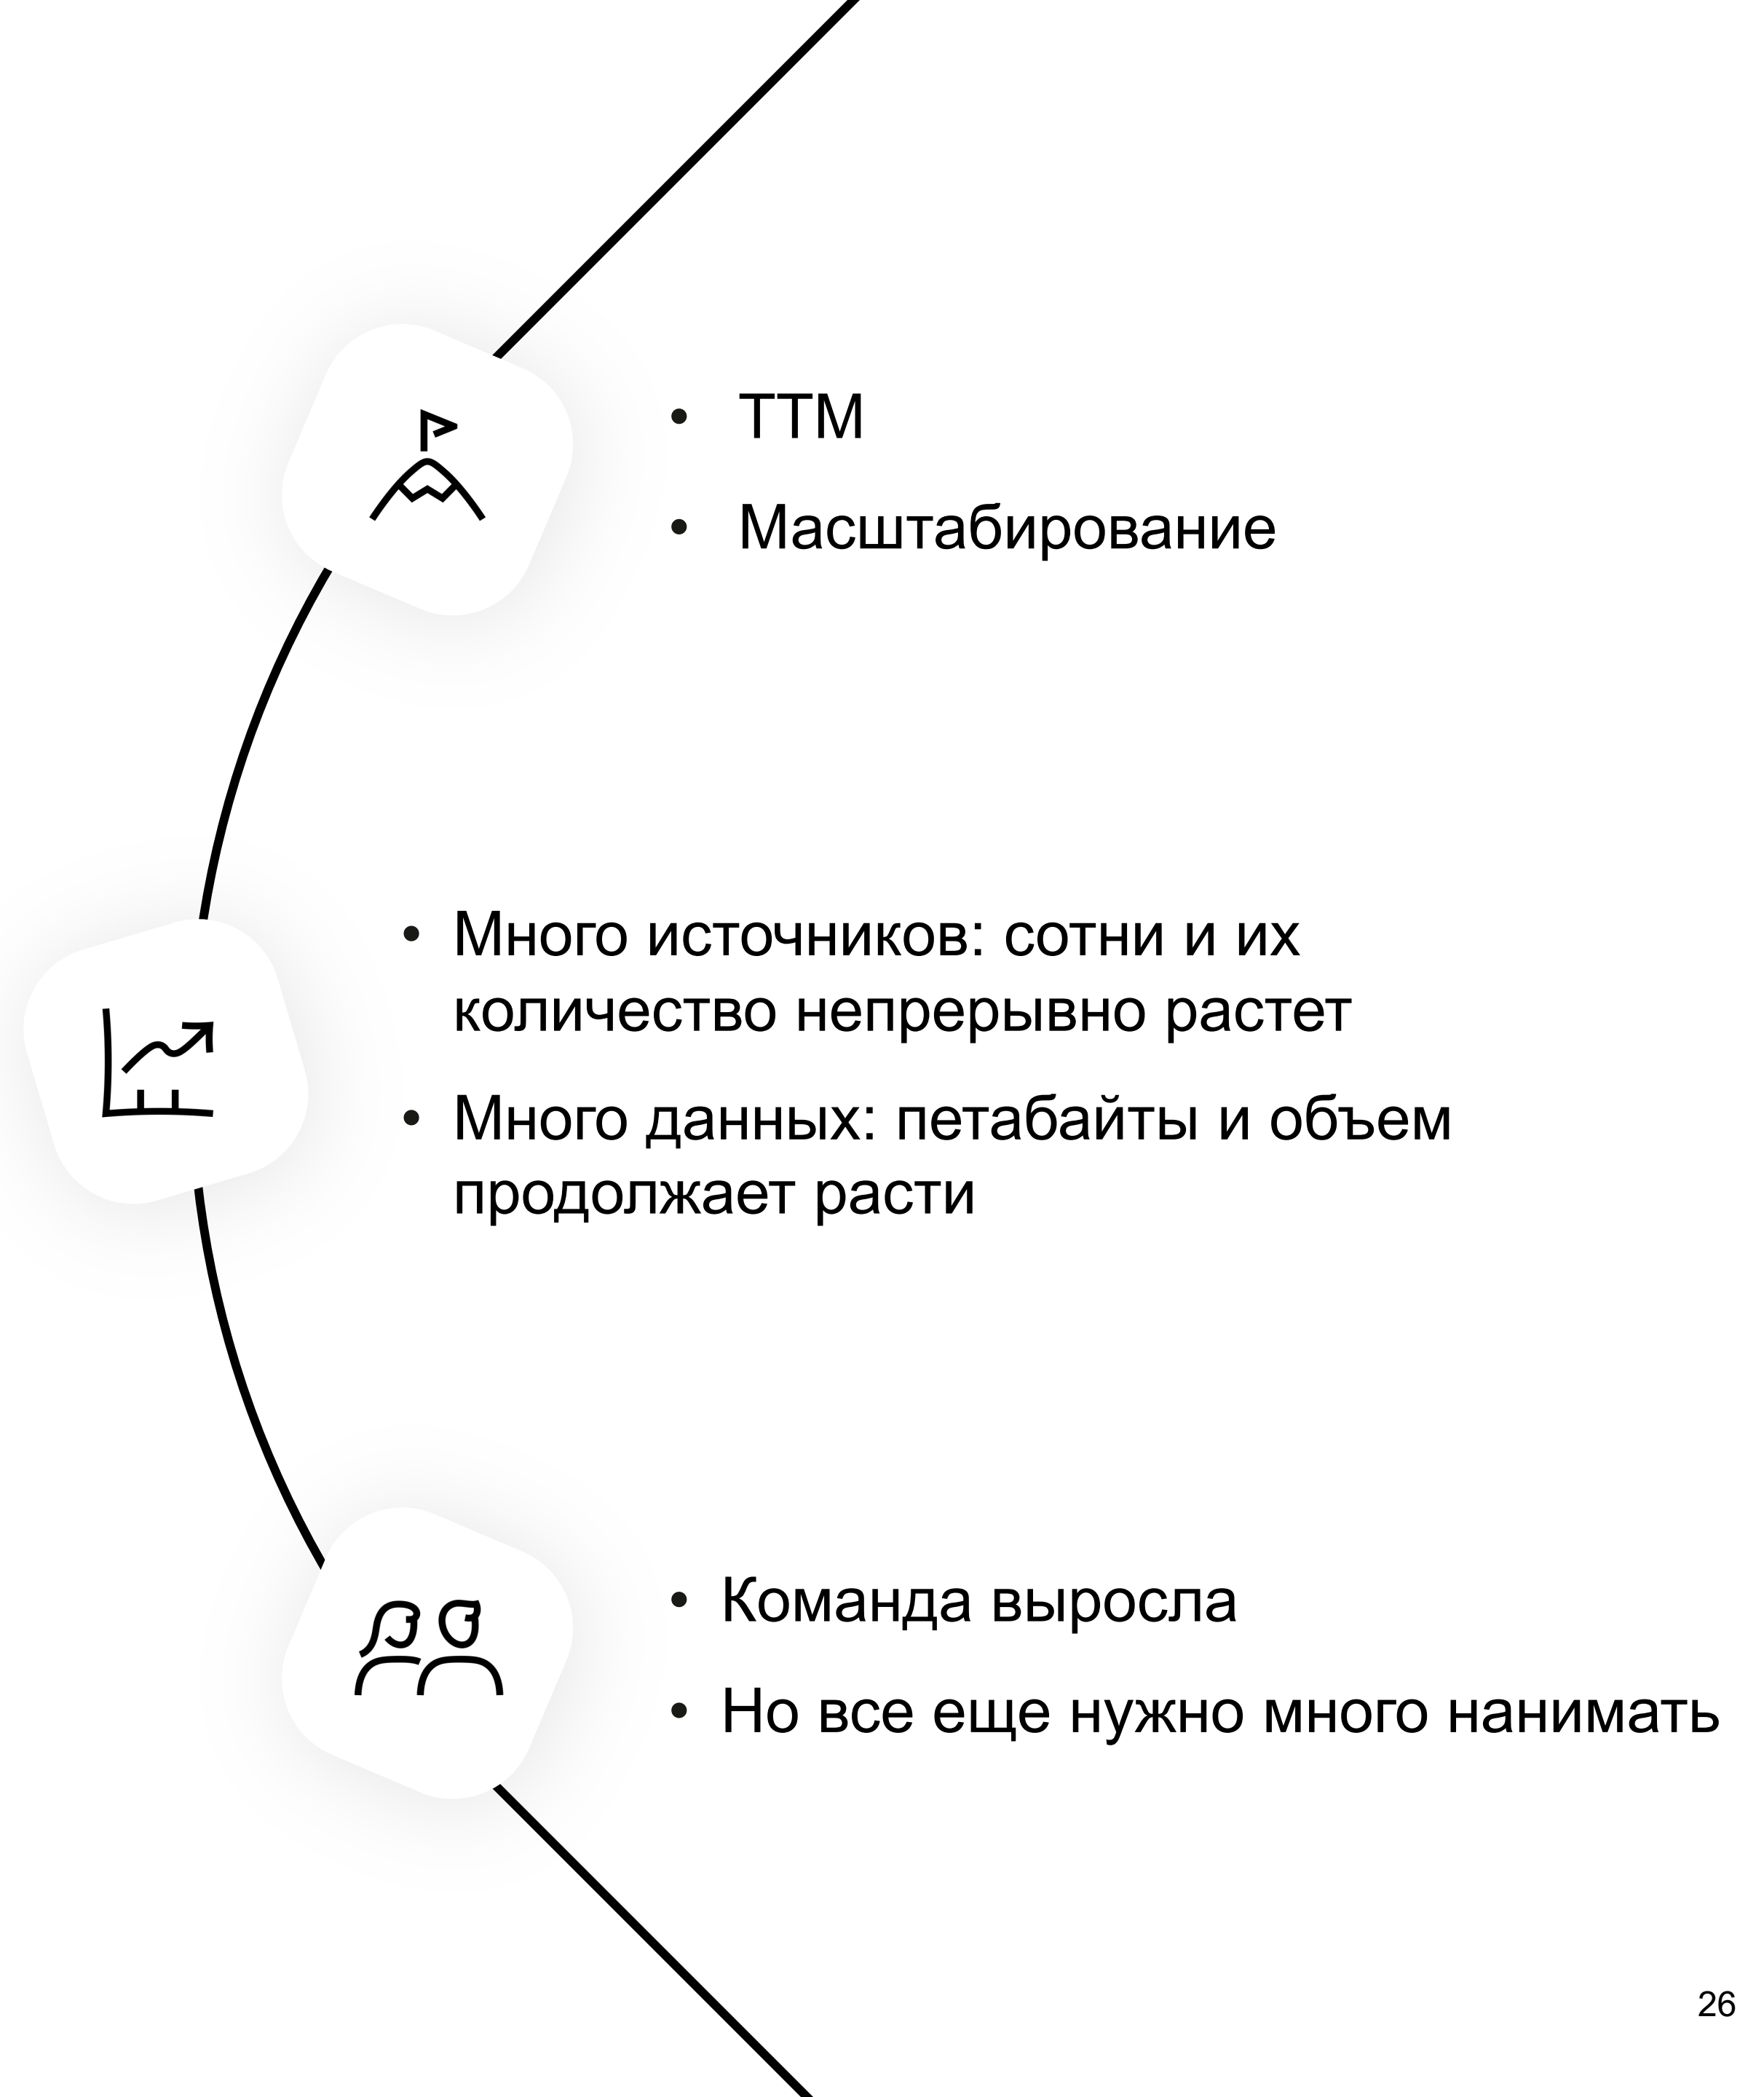 • TTM
• Масштабирование
• Много источников: сотни и их
количество непрерывно растет
• Много данных: петабайты и объем
продолжает расти
• Команда выросла
• Но все еще нужно много нанимать
26